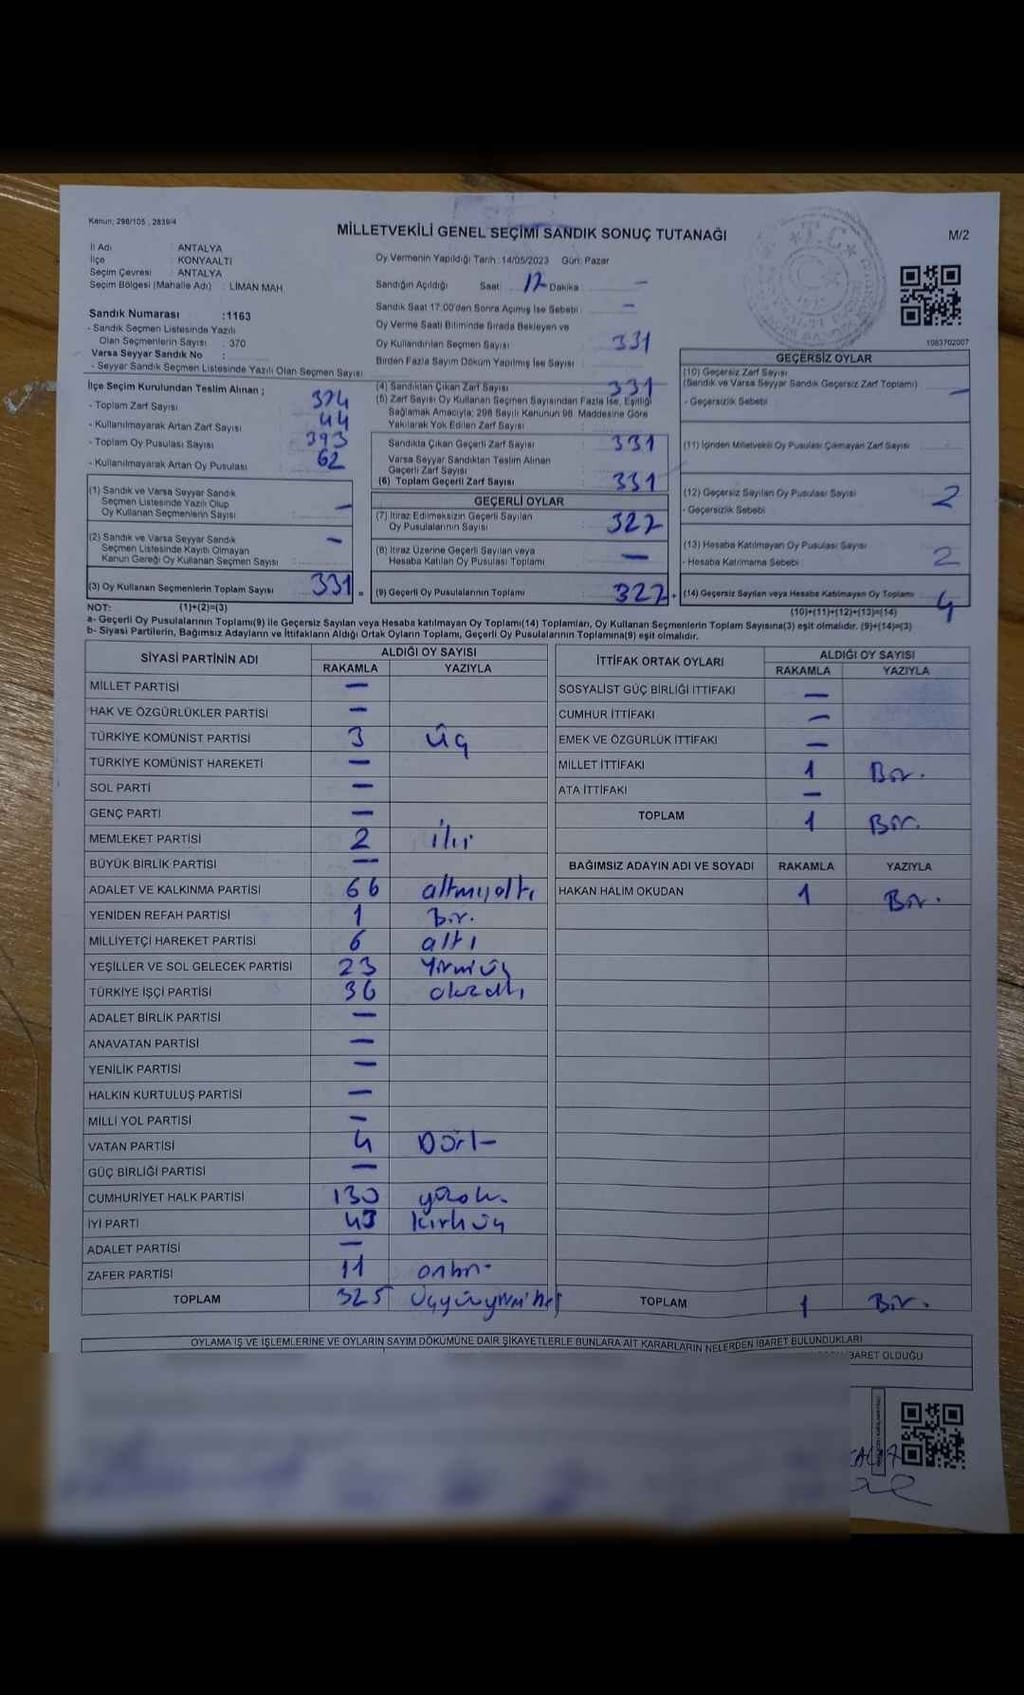 Kanun; 298/105 , 2839/4
MİLLETVEKİLİ GENEL SEÇİMİ SANDIK SONUÇ TUTANAĞI
M/2
İl Adı : ANTALYA
İlçe : KONYAALTI
Seçim Çevresi : ANTALYA
Seçim Bölgesi (Mahalle Adı) : LİMAN MAH
Sandık Numarası :1163
- Sandık Seçmen Listesinde Yazılı
Olan Seçmenlerin Sayısı : 370
Varsa Seyyar Sandık No :
- Seyyar Sandık Seçmen Listesinde Yazılı Olan Seçmen Sayısı
Oy Vermenin Yapıldığı Tarih :14/05/2023 Gün: Pazar
Sandığın Açıldığı Saat 17 Dakika —
Sandık Saat 17:00'den Sonra Açılmış İse Sebebi : —
Oy Verme Saati Bitiminde Sırada Bekleyen ve
Oy Kullandırılan Seçmen Sayısı : 331
Birden Fazla Sayım Döküm Yapılmış İse Sayısı :
T.C.
1083702007
İlçe Seçim Kurulundan Teslim Alınan ;
- Toplam Zarf Sayısı : 374
- Kullanılmayarak Artan Zarf Sayısı : 44
- Toplam Oy Pusulası Sayısı : 393
- Kullanılmayarak Artan Oy Pusulası : 62
(1) Sandık ve Varsa Seyyar Sandık
Seçmen Listesinde Yazılı Olup
Oy Kullanan Seçmenlerin Sayısı —
(2) Sandık ve Varsa Seyyar Sandık
Seçmen Listesinde Kayıtlı Olmayan
Kanun Gereği Oy Kullanan Seçmen Sayısı —
(3) Oy Kullanan Seçmenlerin Toplam Sayısı 331 =
(4) Sandıktan Çıkan Zarf Sayısı : 331
(5) Zarf Sayısı Oy Kullanan Seçmen Sayısından Fazla İse, Eşitliği
Sağlamak Amacıyla; 298 Sayılı Kanunun 98. Maddesine Göre
Yakılarak Yok Edilen Zarf Sayısı :
Sandıkta Çıkan Geçerli Zarf Sayısı : 331
Varsa Seyyar Sandıktan Teslim Alınan
Geçerli Zarf Sayısı :
(6) Toplam Geçerli Zarf Sayısı : 331
GEÇERLİ OYLAR
(7) İtiraz Edilmeksizin Geçerli Sayılan
Oy Pusulalarının Sayısı : 327
(8) İtiraz Üzerine Geçerli Sayılan veya
Hesaba Katılan Oy Pusulası Toplamı : —
(9) Geçerli Oy Pusulalarının Toplamı : 327 +
GEÇERSİZ OYLAR
(10) Geçersiz Zarf Sayısı
(Sandık ve Varsa Seyyar Sandık Geçersiz Zarf Toplamı)
- Geçersizlik Sebebi : —
(11) İçinden Milletvekili Oy Pusulası Çıkmayan Zarf Sayısı
(12) Geçersiz Sayılan Oy Pusulası Sayısı 2
- Geçersizlik Sebebi
(13) Hesaba Katılmayan Oy Pusulası Sayısı 2
- Hesaba Katılmama Sebebi
(14) Geçersiz Sayılan veya Hesaba Katılmayan Oy Toplamı 4
NOT: (1)+(2)=(3)
(10)+(11)+(12)+(13)=(14)
a- Geçerli Oy Pusulalarının Toplamı(9) ile Geçersiz Sayılan veya Hesaba katılmayan Oy Toplamı(14) Toplamları, Oy Kullanan Seçmenlerin Toplam Sayısına(3) eşit olmalıdır. (9)+(14)=(3)
b- Siyasi Partilerin, Bağımsız Adayların ve İttifakların Aldığı Ortak Oyların Toplamı, Geçerli Oy Pusulalarının Toplamına(9) eşit olmalıdır.
SİYASİ PARTİNİN ADI ALDIĞI OY SAYISI
RAKAMLA YAZIYLA
MİLLET PARTİSİ —
HAK VE ÖZGÜRLÜKLER PARTİSİ —
TÜRKİYE KOMÜNİST PARTİSİ 3 üç
TÜRKİYE KOMÜNİST HAREKETİ —
SOL PARTİ —
GENÇ PARTİ —
MEMLEKET PARTİSİ 2 iki
BÜYÜK BİRLİK PARTİSİ —
ADALET VE KALKINMA PARTİSİ 66 altmışaltı
YENİDEN REFAH PARTİSİ 1 Bir.
MİLLİYETÇİ HAREKET PARTİSİ 6 altı
YEŞİLLER VE SOL GELECEK PARTİSİ 23 Yirmiüç
TÜRKİYE İŞÇİ PARTİSİ 36 otuzaltı
ADALET BİRLİK PARTİSİ —
ANAVATAN PARTİSİ —
YENİLİK PARTİSİ —
HALKIN KURTULUŞ PARTİSİ —
MİLLİ YOL PARTİSİ —
VATAN PARTİSİ 4 Dört
GÜÇ BİRLİĞİ PARTİSİ —
CUMHURİYET HALK PARTİSİ 130
İYİ PARTİ 43 kırküç
ADALET PARTİSİ —
ZAFER PARTİSİ 11 onbir
TOPLAM 325 Üçyüzyirmibeş
İTTİFAK ORTAK OYLARI ALDIĞI OY SAYISI
RAKAMLA YAZIYLA
SOSYALİST GÜÇ BİRLİĞİ İTTİFAKI —
CUMHUR İTTİFAKI —
EMEK VE ÖZGÜRLÜK İTTİFAKI —
MİLLET İTTİFAKI 1 Bir.
ATA İTTİFAKI —
TOPLAM 1 Bir.
BAĞIMSIZ ADAYIN ADI VE SOYADI RAKAMLA YAZIYLA
HAKAN HALİM OKUDAN 1 Bir.
TOPLAM 1 Bir.
OYLAMA İŞ VE İŞLEMLERİNE VE OYLARIN SAYIM DÖKÜMÜNE DAİR ŞİKAYETLERLE BUNLARA AİT KARARLARIN NELERDEN İBARET BULUNDUKLARI
BARET OLDUĞU